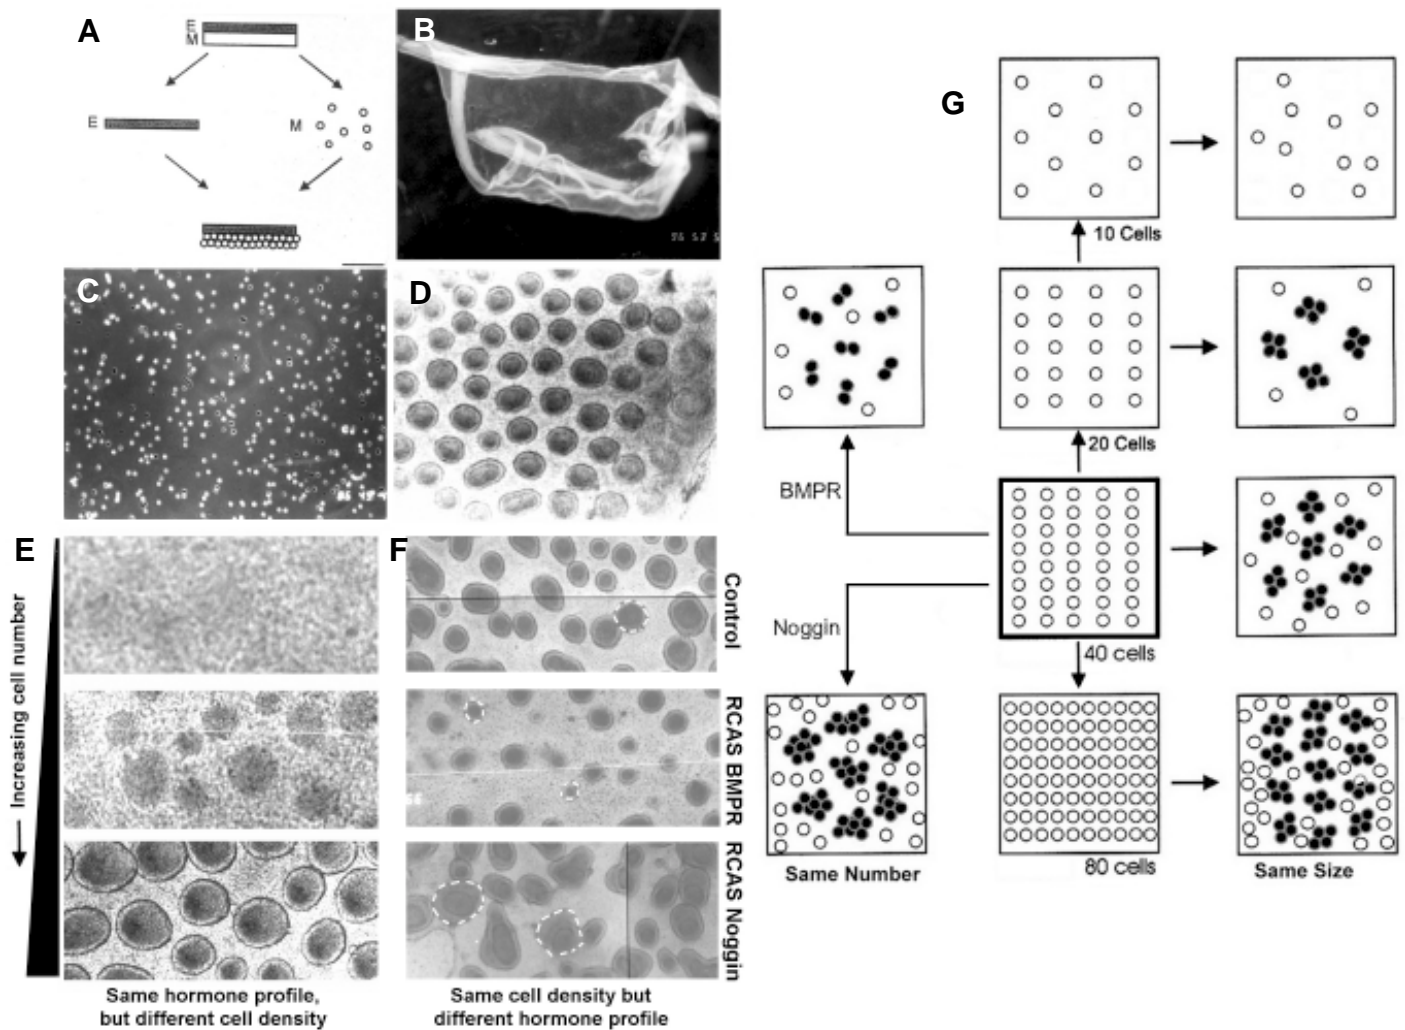 A
E
M
E
M
B
C
D
E
Increasing cell number
Same hormone profile,
but different cell density
F
Control
RCAS BMPR
RCAS Noggin
Same cell density but
different hormone profile
G
10 Cells
20 Cells
BMPR
Noggin
40 cells
80 cells
Same Number
Same Size